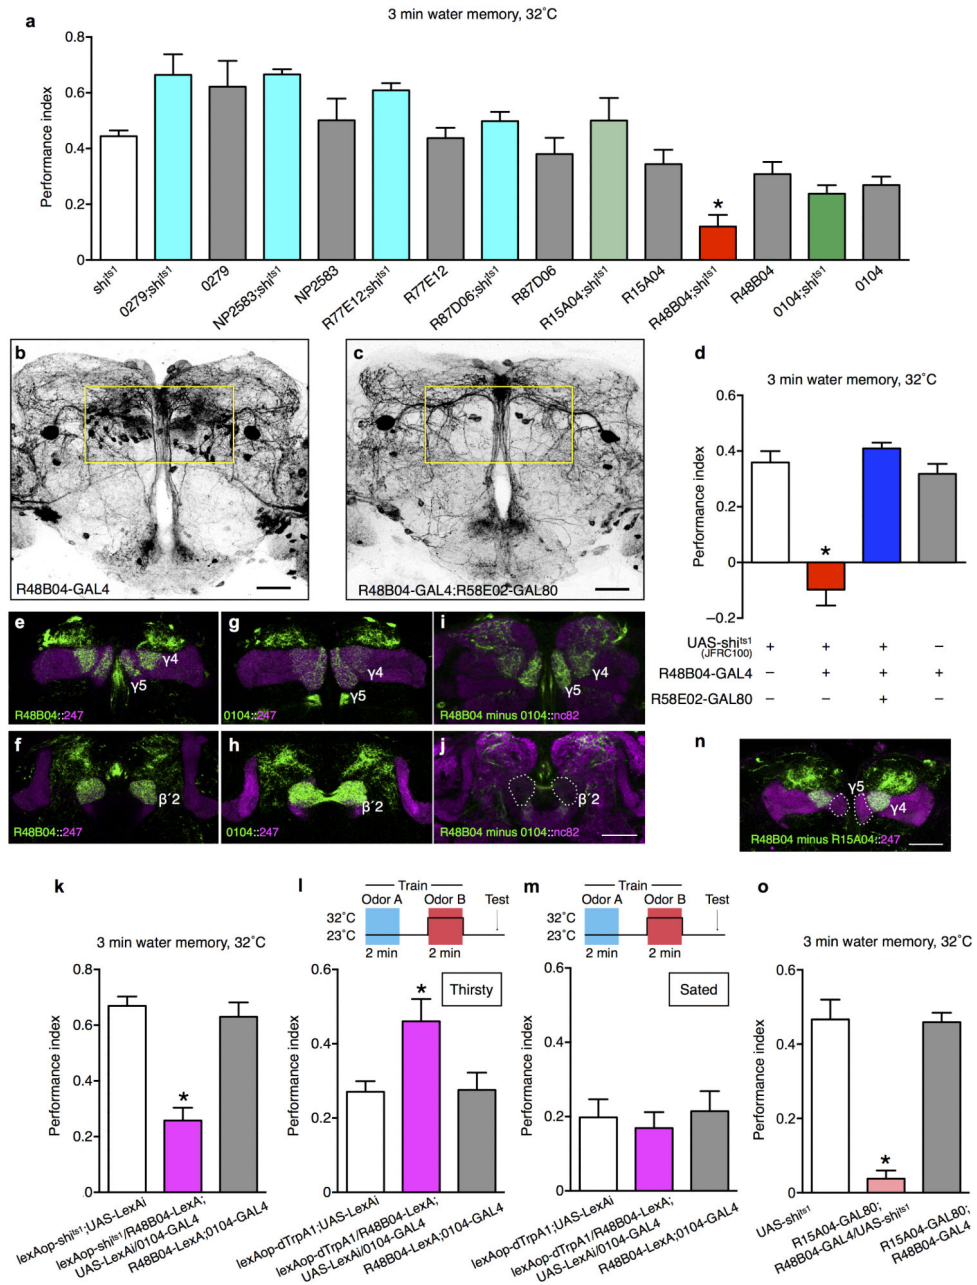 a
3 min water memory, 32˚C
Performance index
0.8
0.6
0.4
0.2
0
shits1
0279;shits1
0279
NP2583;shits1
NP2583
R77E12;shits1
R77E12
R87D06;shits1
R87D06
R15A04;shits1
R15A04
*
R48B04;shits1
R48B04
0104;shits1
0104
b
R48B04-GAL4
c
R48B04-GAL4:R58E02-GAL80
d
3 min water memory, 32˚C
Performance index
0.6
0.4
0.2
0
−0.2
*
UAS-shits1 + + + −
(JFRC100)
R48B04-GAL4 − + + +
R58E02-GAL80 − − + −
e
γ4
γ5
R48B04::247
g
γ4
γ5
0104::247
i
γ5
R48B04 minus 0104::nc82
f
β´2
R48B04::247
h
β´2
0104::247
j
β´2
R48B04 minus 0104::nc82
n
γ5
γ4
R48B04 minus R15A04::247
k
3 min water memory, 32˚C
Performance index
0.8
0.6
0.4
0.2
0
*
lexAop-shits1;UAS-LexAi
lexAop-shits1/R48B04-LexA;
UAS-LexAi/0104-GAL4
R48B04-LexA;0104-GAL4
l
Train
Odor A Odor B Test
32˚C
23˚C
2 min 2 min
Thirsty
Performance index
0.6
0.4
0.2
0
*
lexAop-dTrpA1;UAS-LexAi
lexAop-dTrpA1/R48B04-LexA;
UAS-LexAi/0104-GAL4
R48B04-LexA;0104-GAL4
m
Train
Odor A Odor B Test
32˚C
23˚C
2 min 2 min
Sated
Performance index
0.6
0.4
0.2
0
lexAop-dTrpA1;UAS-LexAi
lexAop-dTrpA1/R48B04-LexA;
UAS-LexAi/0104-GAL4
R48B04-LexA;0104-GAL4
o
3 min water memory, 32˚C
Performance index
0.6
0.4
0.2
0
*
UAS-shits1
R15A04-GAL80;
R48B04-GAL4/UAS-shits1
R15A04-GAL80;
R48B04-GAL4